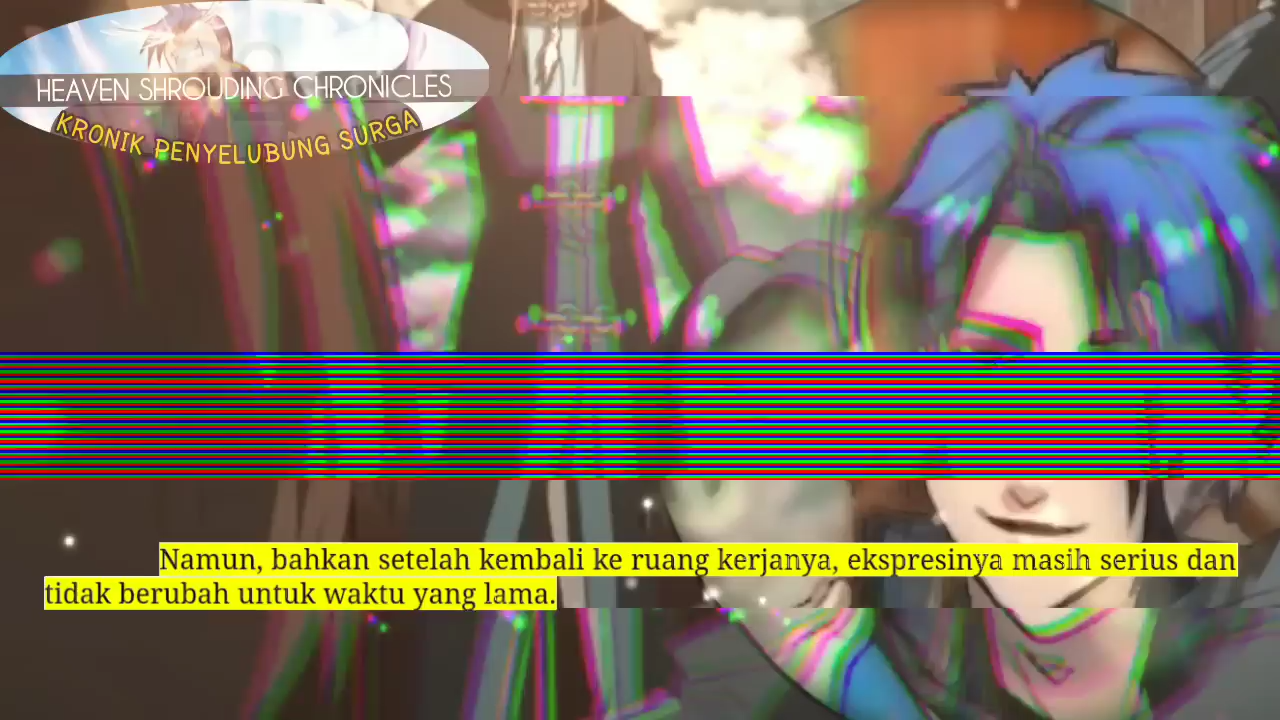 HEAVEN SHROUDING CHRONICLES
KRONIK PENYELUBUNG SURGA
Namun, bahkan setelah kembali ke ruang kerjanya, ekspresinya masih serius dan
tidak berubah untuk waktu yang lama.